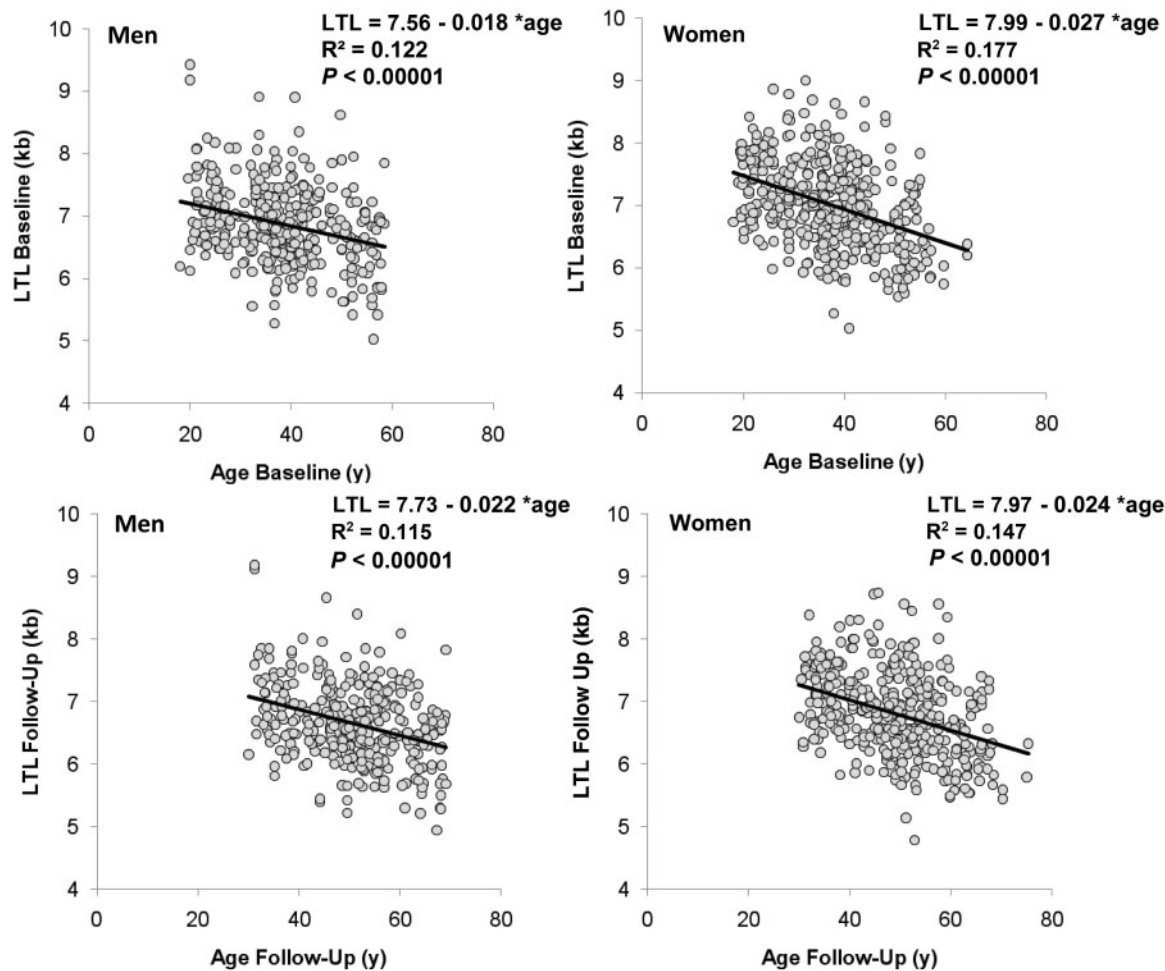 Men
LTL = 7.56 - 0.018 *age
R² = 0.122
P < 0.00001
LTL Baseline (kb)
10
9
8
7
6
5
4
0 20 40 60 80
Age Baseline (y)
Women
LTL = 7.99 - 0.027 *age
R² = 0.177
P < 0.00001
LTL Baseline (kb)
10
9
8
7
6
5
4
0 20 40 60 80
Age Baseline (y)
Men
LTL = 7.73 - 0.022 *age
R² = 0.115
P < 0.00001
LTL Follow-Up (kb)
10
9
8
7
6
5
4
0 20 40 60 80
Age Follow-Up (y)
Women
LTL = 7.97 - 0.024 *age
R² = 0.147
P < 0.00001
LTL Follow Up (kb)
10
9
8
7
6
5
4
0 20 40 60 80
Age Follow-Up (y)